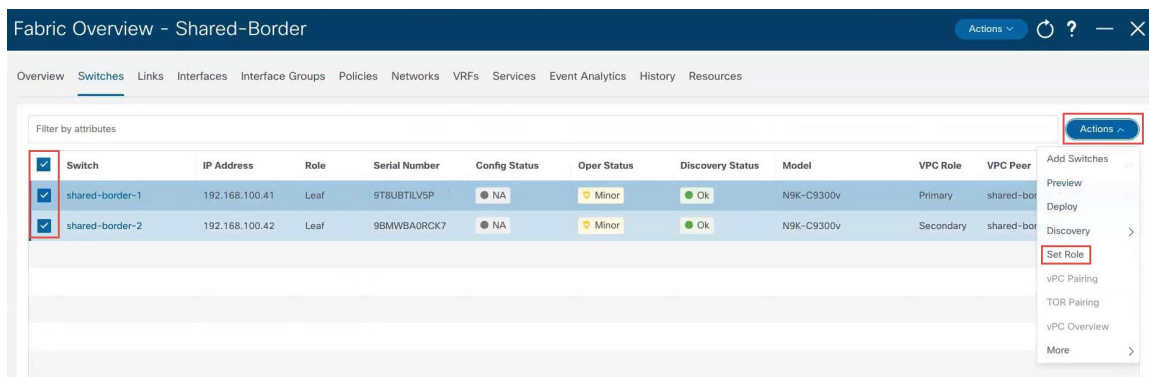 Fabric Overview - Shared-Border
Actions
?
Overview Switches Links Interfaces Interface Groups Policies Networks VRFs Services Event Analytics History Resources
Filter by attributes
Actions
Switch IP Address Role Serial Number Config Status Oper Status Discovery Status Model VPC Role VPC Peer
shared-border-1 192.168.100.41 Leaf 9T8UBTILV5P NA Minor Ok N9K-C9300v Primary shared-bor
shared-border-2 192.168.100.42 Leaf 9BMWBA0RCK7 NA Minor Ok N9K-C9300v Secondary shared-bor
Add Switches
Preview
Deploy
Discovery
Set Role
vPC Pairing
TOR Pairing
vPC Overview
More